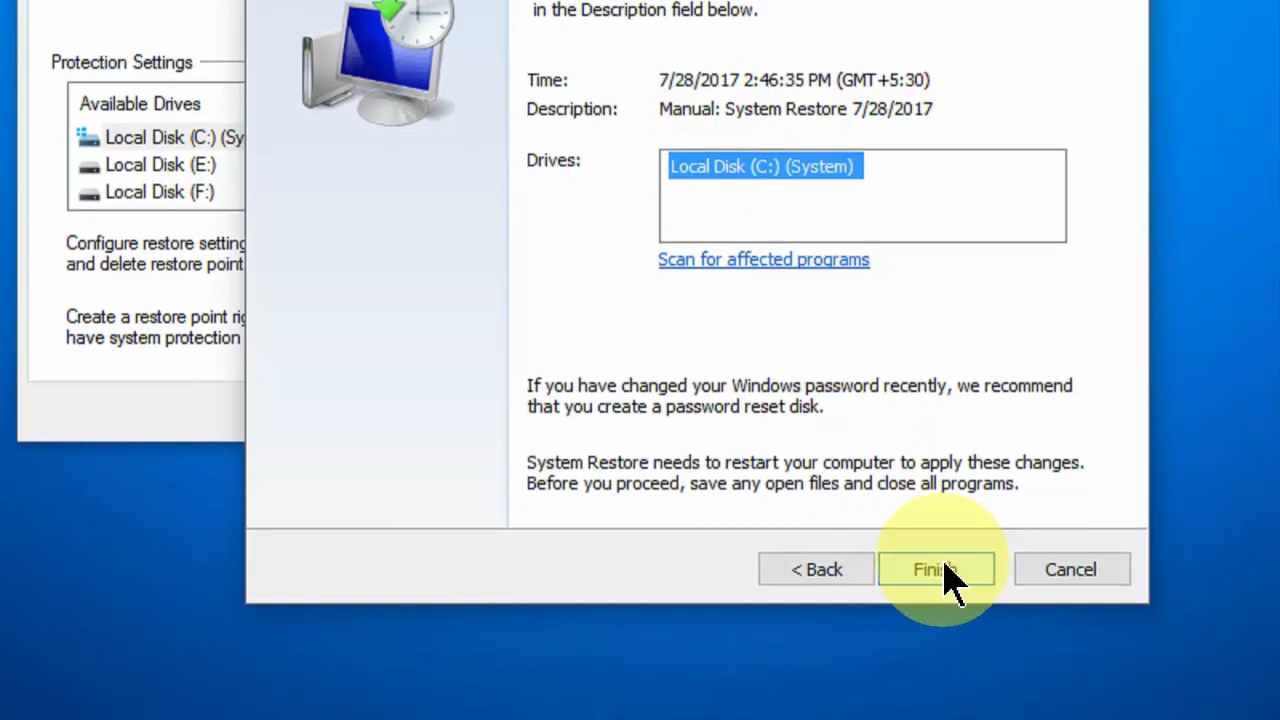 Protection Settings
Available Drives
Local Disk (C:) (Sy
Local Disk (E:)
Local Disk (F:)
Configure restore setting
and delete restore point
Create a restore point rig
have system protection
in the Description field below.
Time: 7/28/2017 2:46:35 PM (GMT+5:30)
Description: Manual: System Restore 7/28/2017
Drives: Local Disk (C:) (System)
Scan for affected programs
If you have changed your Windows password recently, we recommend
that you create a password reset disk.
System Restore needs to restart your computer to apply these changes.
Before you proceed, save any open files and close all programs.
< Back Finish Cancel